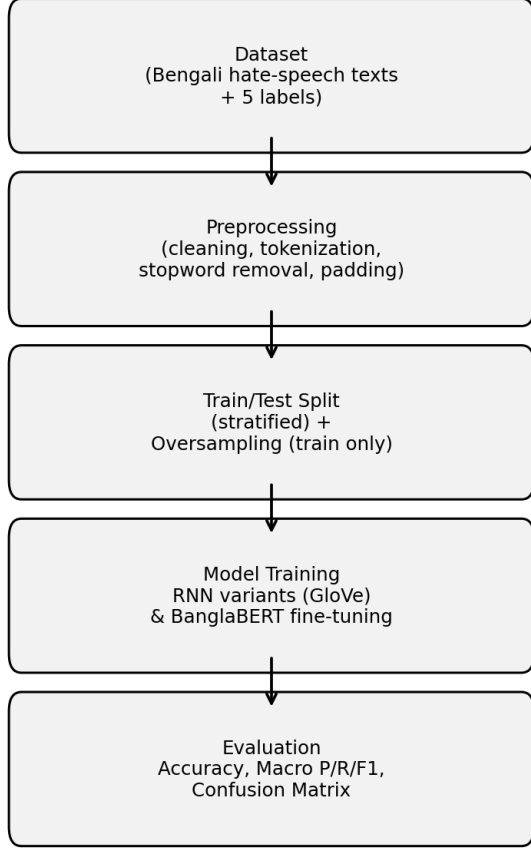 Dataset
(Bengali hate-speech texts
+ 5 labels)
Preprocessing
(cleaning, tokenization,
stopword removal, padding)
Train/Test Split
(stratified) +
Oversampling (train only)
Model Training
RNN variants (GloVe)
& BanglaBERT fine-tuning
Evaluation
Accuracy, Macro P/R/F1,
Confusion Matrix